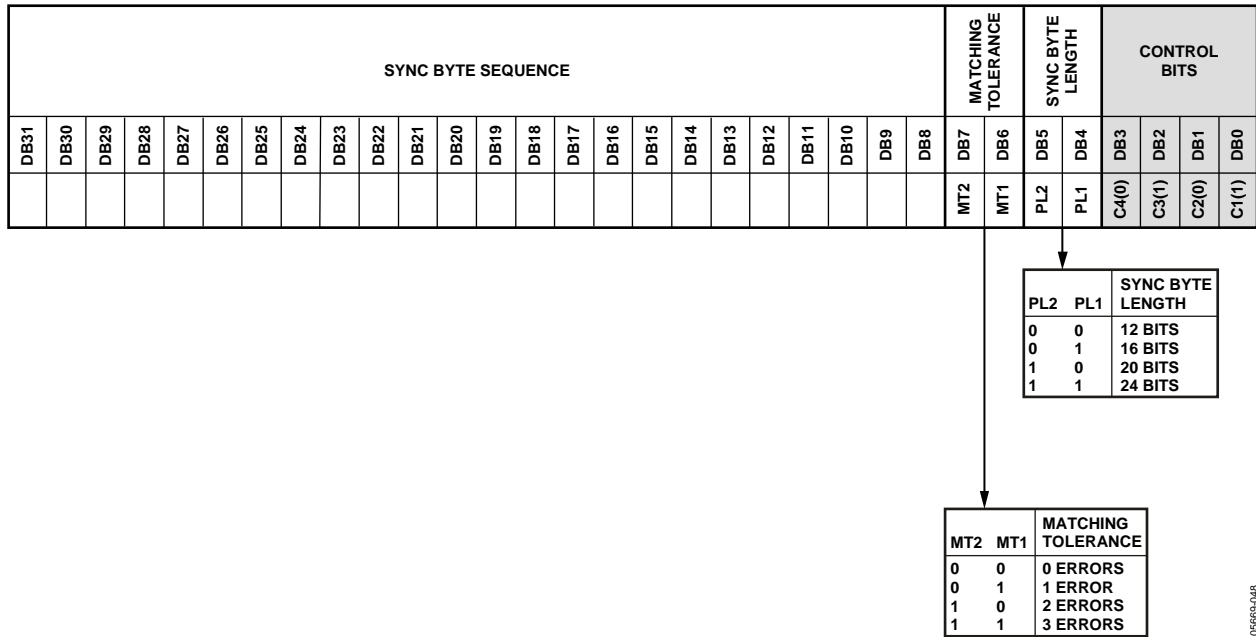 SYNC BYTE SEQUENCE
MATCHING
TOLERANCE
SYNC BYTE
LENGTH
CONTROL
BITS
DB31 DB30 DB29 DB28 DB27 DB26 DB25 DB24 DB23 DB22 DB21 DB20 DB19 DB18 DB17 DB16 DB15 DB14 DB13 DB12 DB11 DB10 DB9 DB8 DB7 DB6 DB5 DB4 DB3 DB2 DB1 DB0
MT2 MT1 PL2 PL1 C4(0) C3(1) C2(0) C1(1)
PL2 PL1 SYNC BYTE
LENGTH
0 0 12 BITS
0 1 16 BITS
1 0 20 BITS
1 1 24 BITS
MT2 MT1 MATCHING
TOLERANCE
0 0 0 ERRORS
0 1 1 ERROR
1 0 2 ERRORS
1 1 3 ERRORS
05969-048